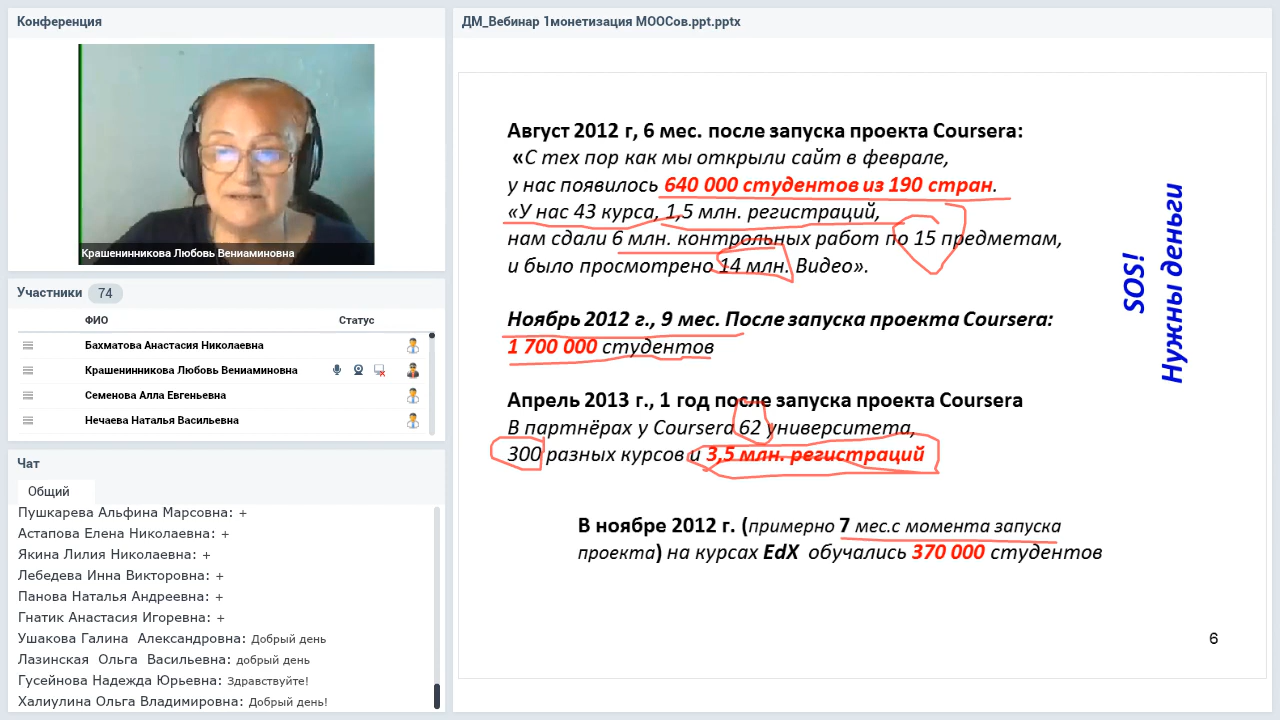 Конференция
Крашенинникова Любовь Вениаминовна
Участники 74
ФИО Статус
Бахматова Анастасия Николаевна
Крашенинникова Любовь Вениаминовна
Семенова Алла Евгеньевна
Нечаева Наталья Васильевна
Чат
Общий
Пушкарева Альфина Марсовна: +
Астапова Елена Николаевна: +
Якина Лилия Николаевна: +
Лебедева Инна Викторовна: +
Панова Наталья Андреевна: +
Гнатик Анастасия Игоревна: +
Ушакова Галина Александровна: Добрый день
Лазинская Ольга Васильевна: добрый день
Гусейнова Надежда Юрьевна: Здравствуйте!
Халиулина Ольга Владимировна: Добрый день!
ДМ_Вебинар 1монетизация МООСов.ppt.pptx
Август 2012 г, 6 мес. после запуска проекта Coursera:
«С тех пор как мы открыли сайт в феврале,
у нас появилось 640 000 студентов из 190 стран.
«У нас 43 курса, 1,5 млн. регистраций,
нам сдали 6 млн. контрольных работ по 15 предметам,
и было просмотрено 14 млн. Видео».
Ноябрь 2012 г., 9 мес. После запуска проекта Coursera:
1 700 000 студентов
Апрель 2013 г., 1 год после запуска проекта Coursera
В партнёрах у Coursera 62 университета,
300 разных курсов и 3,5 млн. регистраций
В ноябре 2012 г. (примерно 7 мес.с момента запуска
проекта) на курсах EdX обучались 370 000 студентов
SOS!
Нужны деньги
6